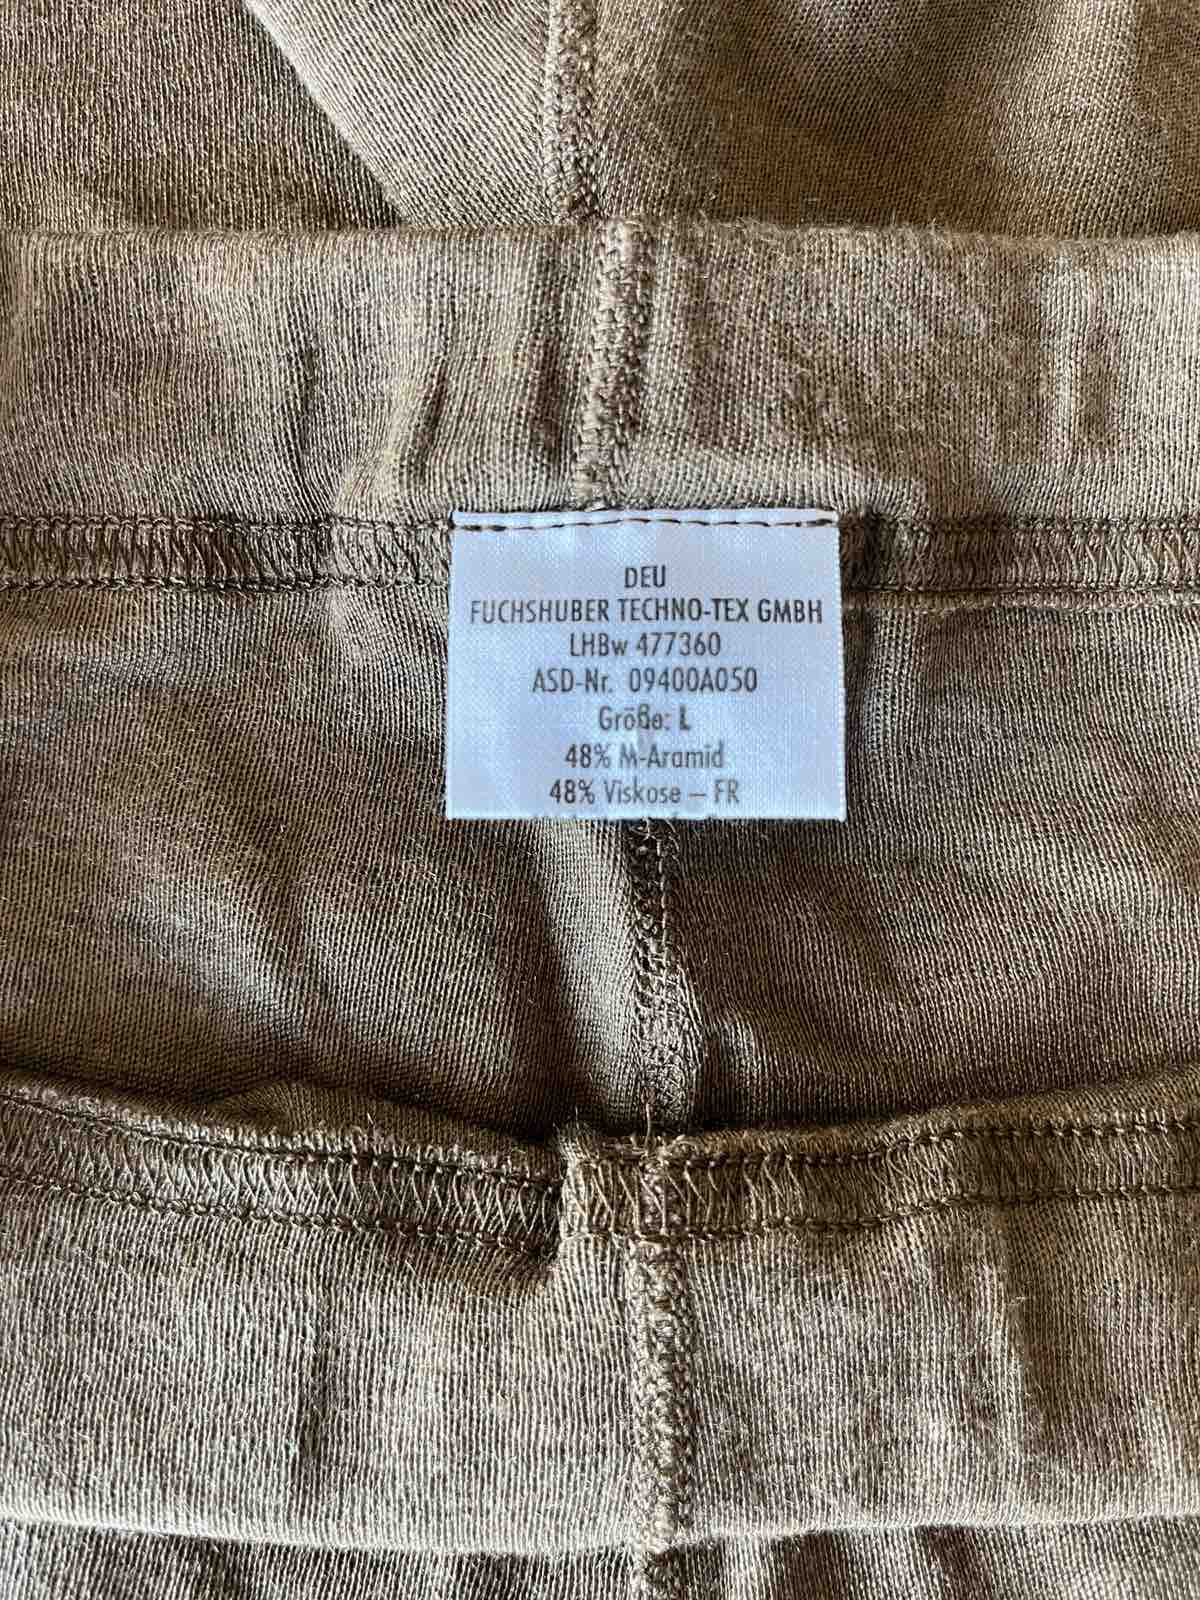 DEU
FUCHSHUBER TECHNO-TEX GMBH
LHBw 477360
ASD-Nr. 09400A050
Größe: L
48% M-Aramid
48% Viskose – FR